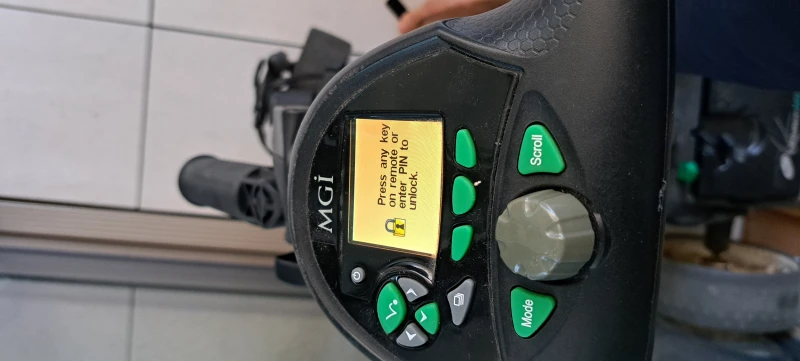 MGI
Press any key
on remote or
enter PIN to
unlock.
Scroll
Mode